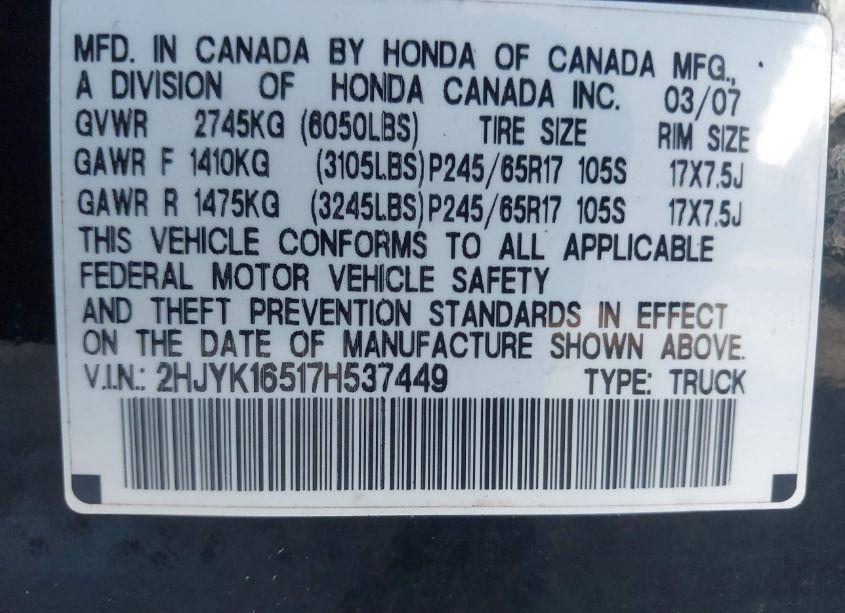 MFD. IN CANADA BY HONDA OF CANADA MFG.,
A DIVISION OF HONDA CANADA INC. 03/07
GVWR 2745KG (6050LBS) TIRE SIZE RIM SIZE
GAWR F 1410KG (3105LBS) P245/65R17 105S 17X7.5J
GAWR R 1475KG (3245LBS) P245/65R17 105S 17X7.5J
THIS VEHICLE CONFORMS TO ALL APPLICABLE
FEDERAL MOTOR VEHICLE SAFETY
AND THEFT PREVENTION STANDARDS IN EFFECT
ON THE DATE OF MANUFACTURE SHOWN ABOVE.
V.I.N.: 2HJYK16517H537449 TYPE: TRUCK